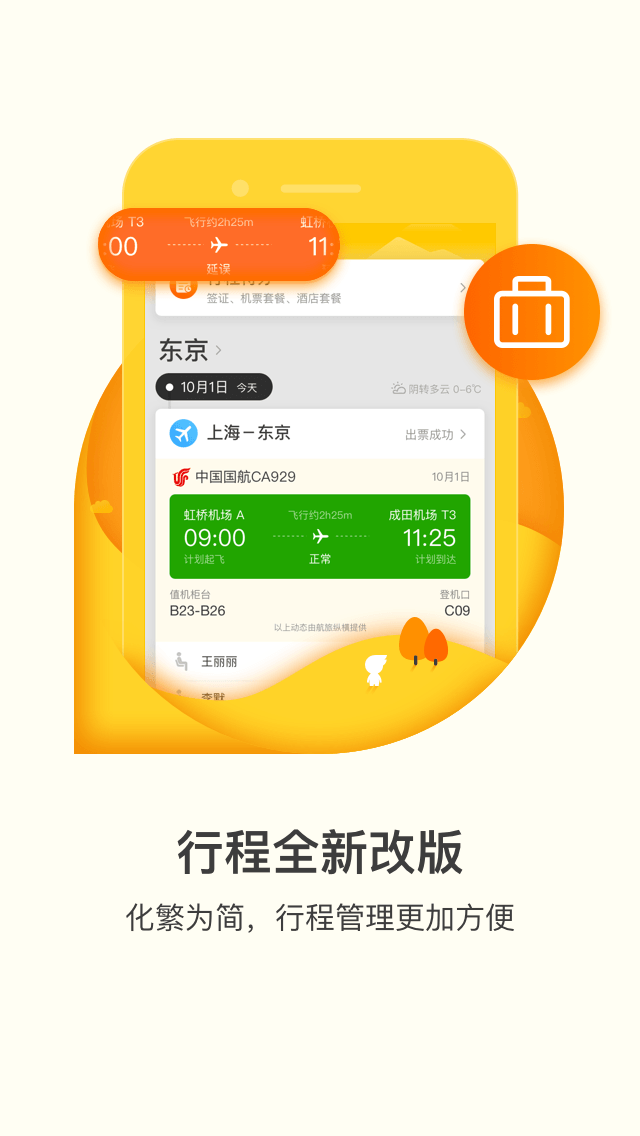 场 T3 飞行约2h25m 虹桥
:00 11:
延误
签证、机票套餐、酒店套餐
东京
10月1日 今天 阴转多云 0~6℃
上海－东京 出票成功
中国国航CA929 10月1日
虹桥机场 A 飞行约2h25m 成田机场 T3
09:00 11:25
计划起飞 正常 计划到达
值机柜台 登机口
B23-B26 C09
以上动态由航旅纵横提供
王丽丽
李默
行程全新改版
化繁为简，行程管理更加方便